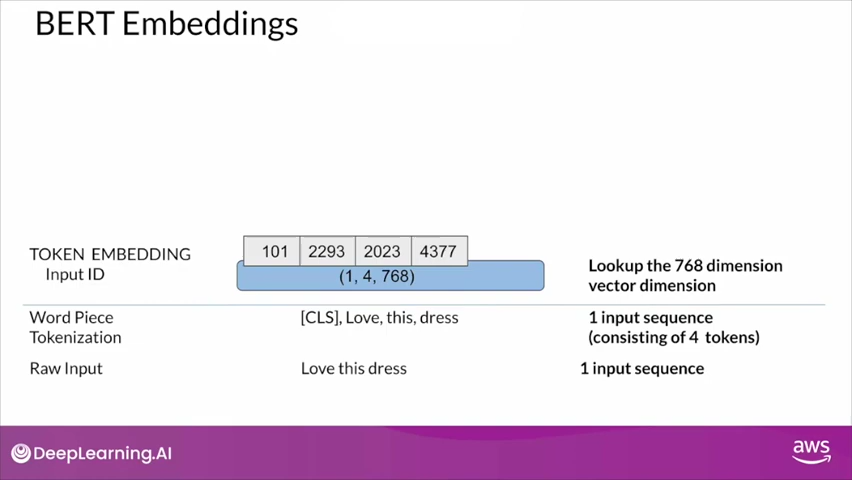 BERT Embeddings
TOKEN EMBEDDING
Input ID
101 2293 2023 4377
(1, 4, 768)
Lookup the 768 dimension
vector dimension
Word Piece
Tokenization
[CLS], Love, this, dress
1 input sequence
(consisting of 4 tokens)
Raw Input
Love this dress
1 input sequence
DeepLearning.AI
aws